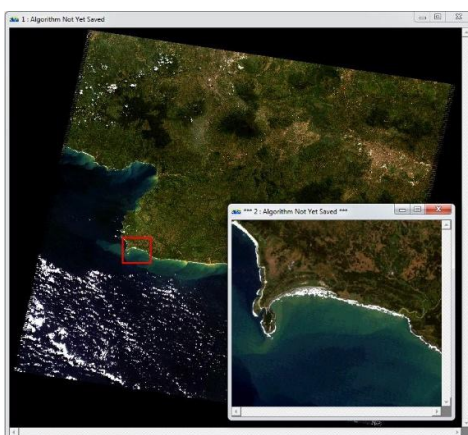 1 : Algorithm Not Yet Saved
*** 2 : Algorithm Not Yet Saved ***